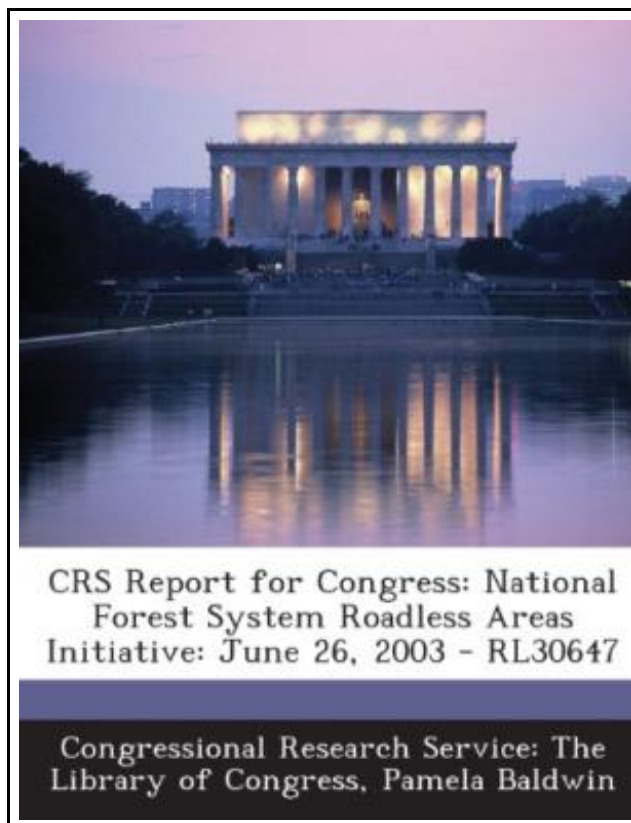 CRS Report for Congress: National
Forest System Roadless Areas
Initiative: June 26, 2003 - RL30647
Congressional Research Service: The
Library of Congress, Pamela Baldwin